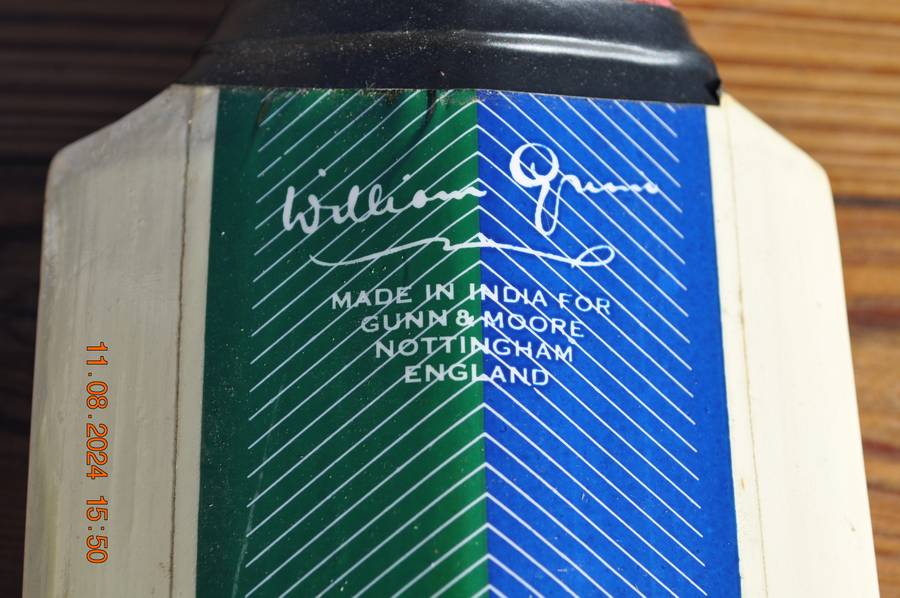 William Gunn
MADE IN INDIA FOR
GUNN & MOORE
NOTTINGHAM
ENGLAND
11.08.2024 15:50